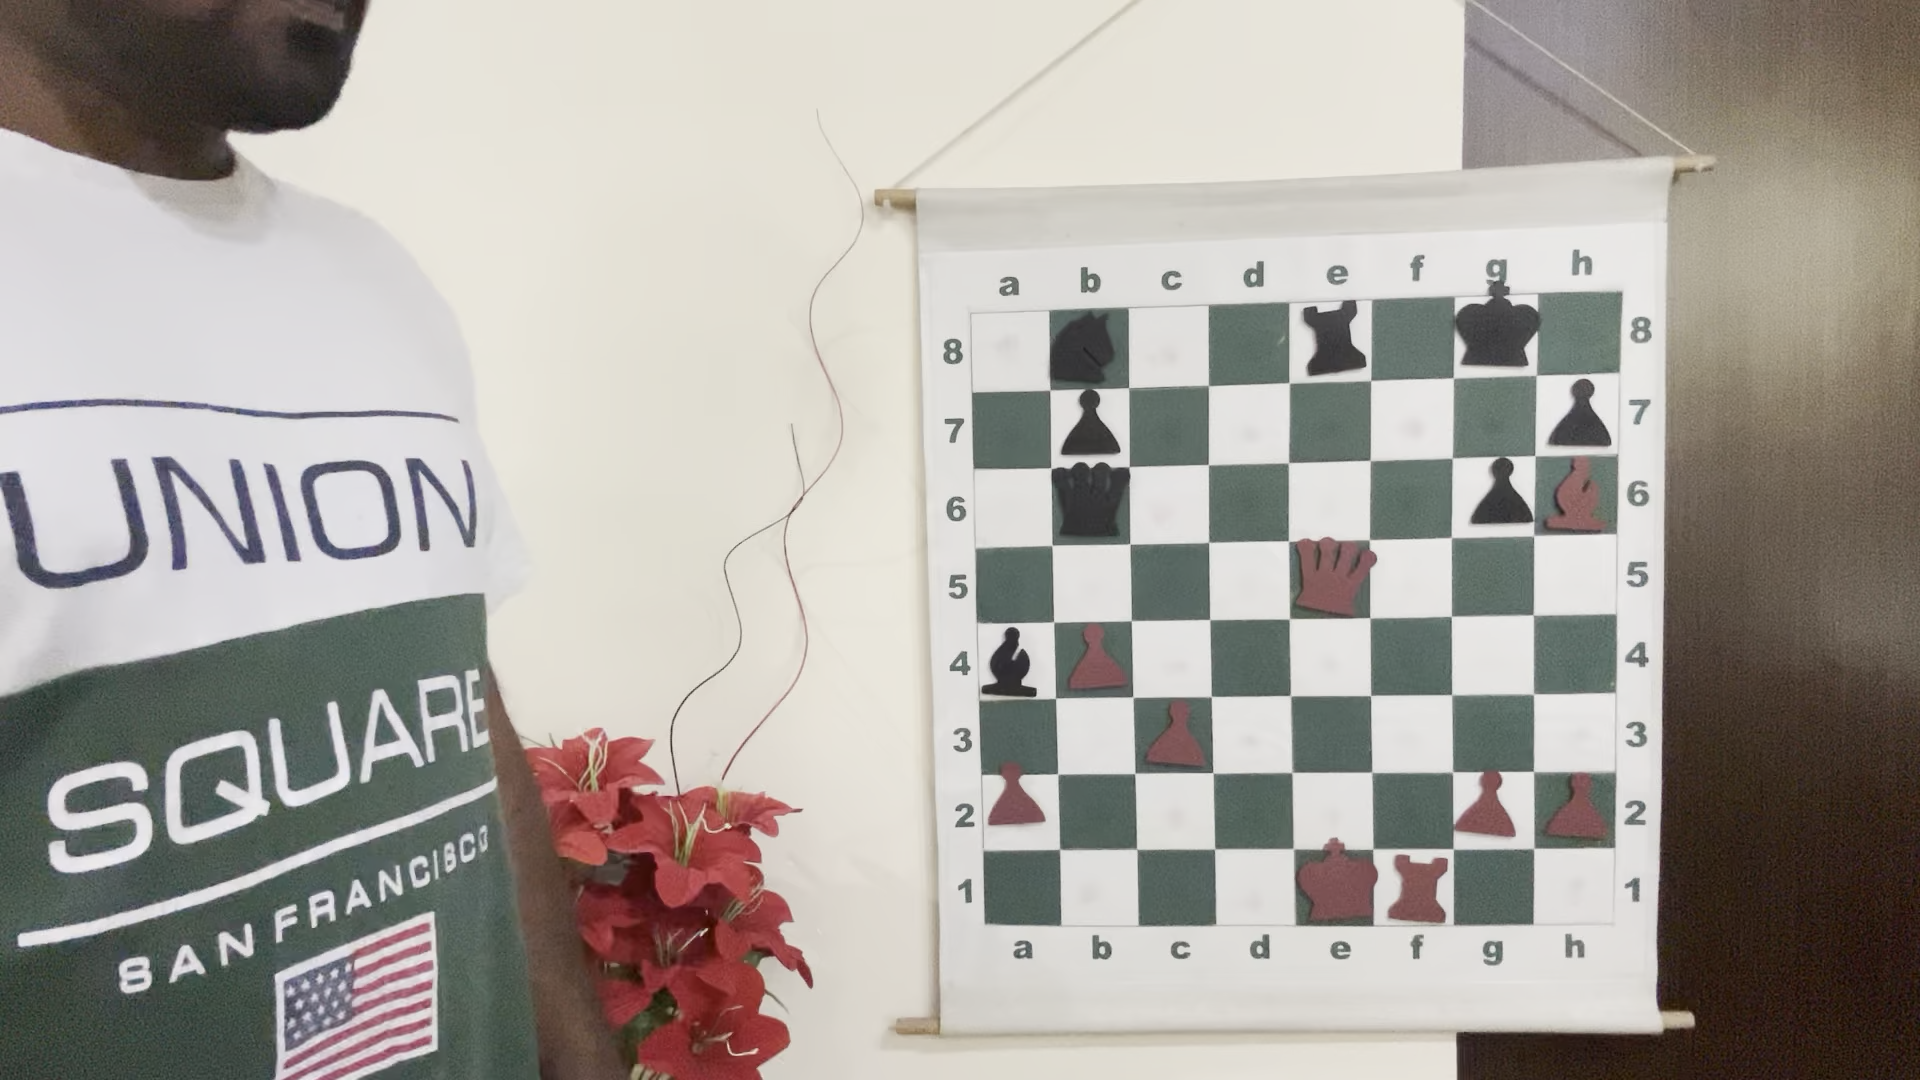 UNION
SQUARE
SAN FRANCISCO
a b c d e f g h
8 8
7 7
6 6
5 5
4 4
3 3
2 2
1 1
a b c d e f g h